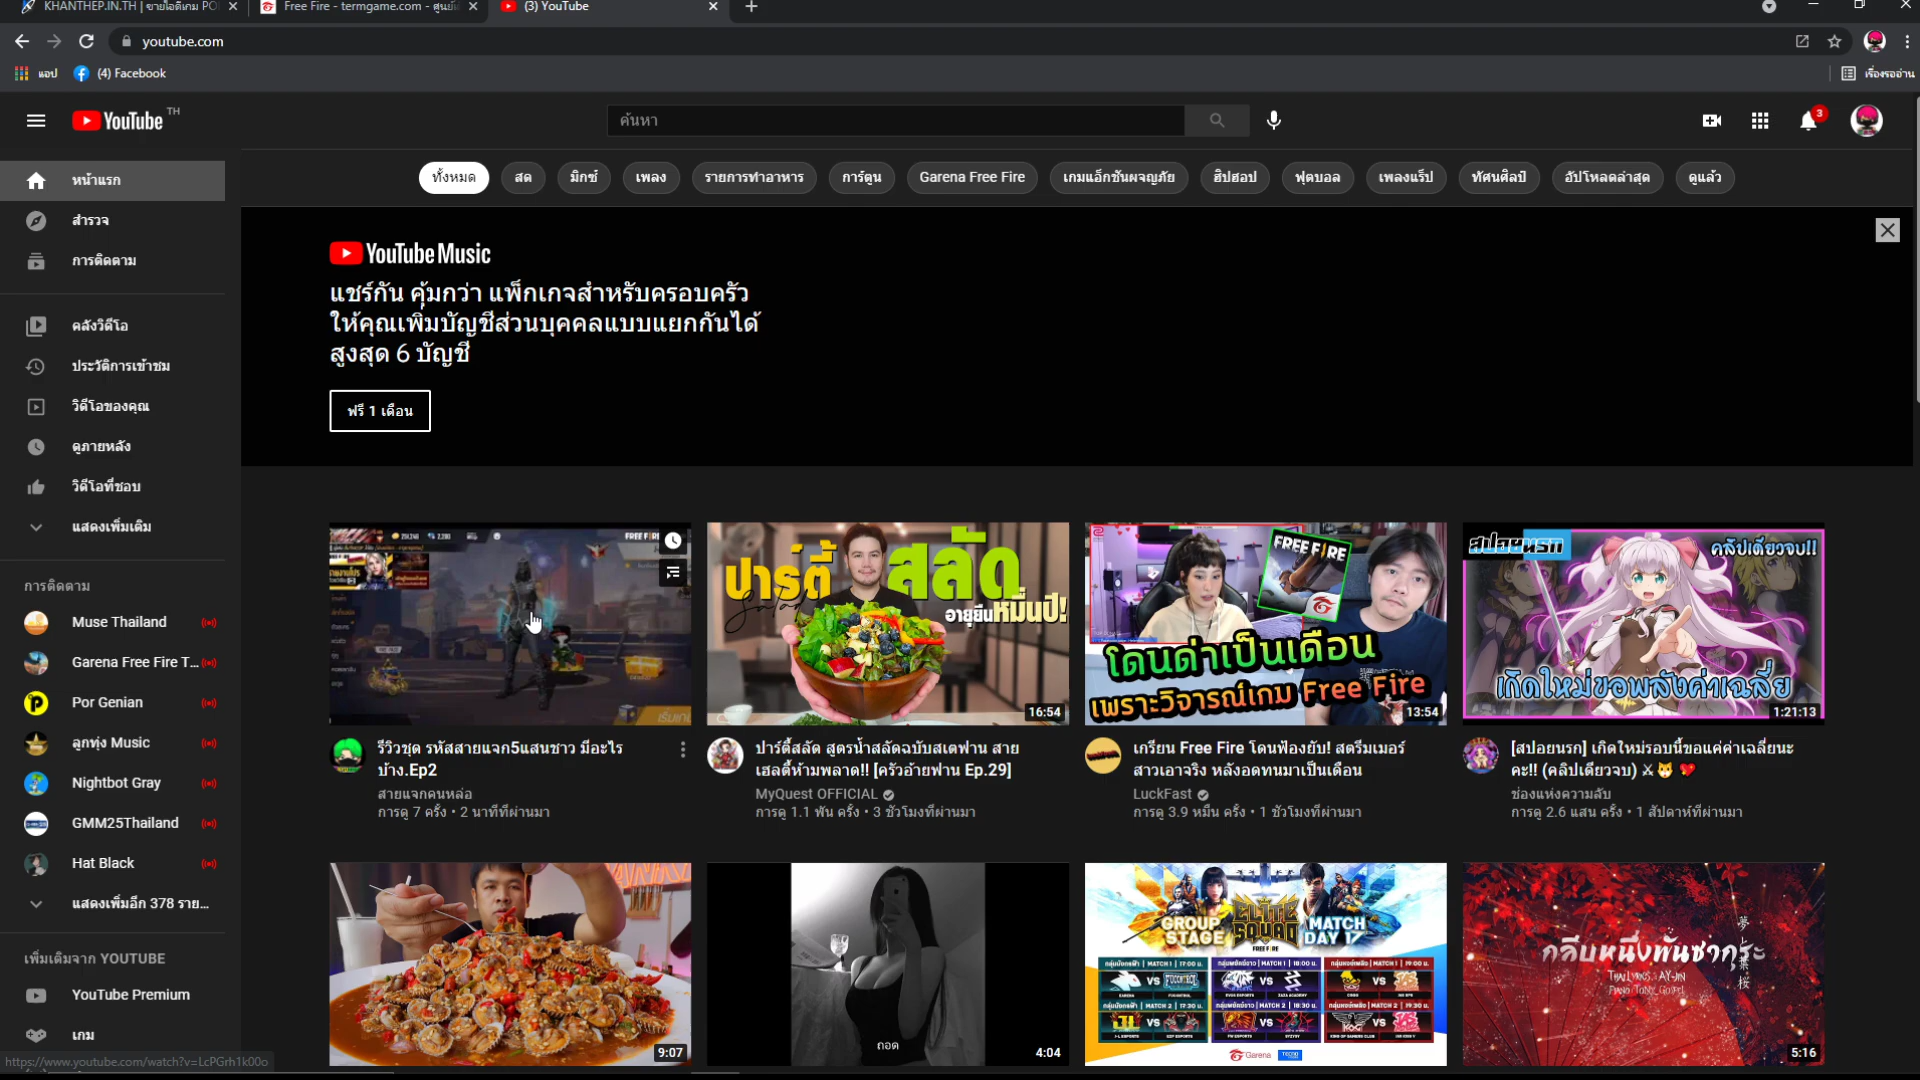 KHANTHEP.IN.TH | ขายไอดีเกม PO
Free Fire - termgame.com - ศูนย์เ
(3) YouTube
youtube.com
แอป
(4) Facebook
เรื่องรออ่าน
YouTube TH
ค้นหา
3
หน้าแรก
สำรวจ
การติดตาม
คลังวิดีโอ
ประวัติการเข้าชม
วิดีโอของคุณ
ดูภายหลัง
วิดีโอที่ชอบ
แสดงเพิ่มเติม
การติดตาม
Muse Thailand
Garena Free Fire T...
Por Genian
ลูกทุ่ง Music
Nightbot Gray
GMM25Thailand
Hat Black
แสดงเพิ่มอีก 378 ราย...
เพิ่มเติมจาก YOUTUBE
YouTube Premium
เกม
https://www.youtube.com/watch?v=LcPGrh1k00o
ทั้งหมด
สด
มิกซ์
เพลง
รายการทำอาหาร
การ์ตูน
Garena Free Fire
เกมแอ็กชันผจญภัย
ฮิปฮอป
ฟุตบอล
เพลงแร็ป
ทัศนศิลป์
อัปโหลดล่าสุด
ดูแล้ว
YouTube Music
แชร์กัน คุ้มกว่า แพ็กเกจสำหรับครอบครัว
ให้คุณเพิ่มบัญชีส่วนบุคคลแบบแยกกันได้
สูงสุด 6 บัญชี
ฟรี 1 เดือน
รีวิวชุด รหัสสายแจก5แสนชาว มีอะไร
บ้าง.Ep2
สายแจกคนหล่อ
การดู 7 ครั้ง • 2 นาทีที่ผ่านมา
ปาร์ตี้ สลัด
อายุยืนหมื่นปี!
16:54
ปาร์ตี้สลัด สูตรน้ำสลัดฉบับสเตฟาน สาย
เฮลตี้ห้ามพลาด!! [ครัวอ้ายฟาน Ep.29]
MyQuest OFFICIAL
การดู 1.1 พัน ครั้ง • 3 ชั่วโมงที่ผ่านมา
FREE FIRE
โดนด่าเป็นเดือน
เพราะวิจารณ์เกม Free Fire
13:54
เกรียน Free Fire โดนฟ้องยับ! สตรีมเมอร์
สาวเอาจริง หลังอดทนมาเป็นเดือน
LuckFast
การดู 3.9 หมื่น ครั้ง • 1 ชั่วโมงที่ผ่านมา
สปอยนรก
คลิปเดียวจบ!!
เกิดใหม่ขอพลังค่าเฉลี่ย
1:21:13
[สปอยนรก] เกิดใหม่รอบนี้ขอแค่ค่าเฉลี่ยนะ
คะ!! (คลิปเดียวจบ) ⚔🐱 💖
ช่องแห่งความลับ
การดู 2.6 แสน ครั้ง • 1 สัปดาห์ที่ผ่านมา
9:07
ถอด
4:04
GROUP STAGE
ELITE SQUAD
FREE FIRE
MATCH DAY 17
VS
VS
VS
VS
VS
VS
Garena
กลีบหนึ่งพันซากุระ
5:16